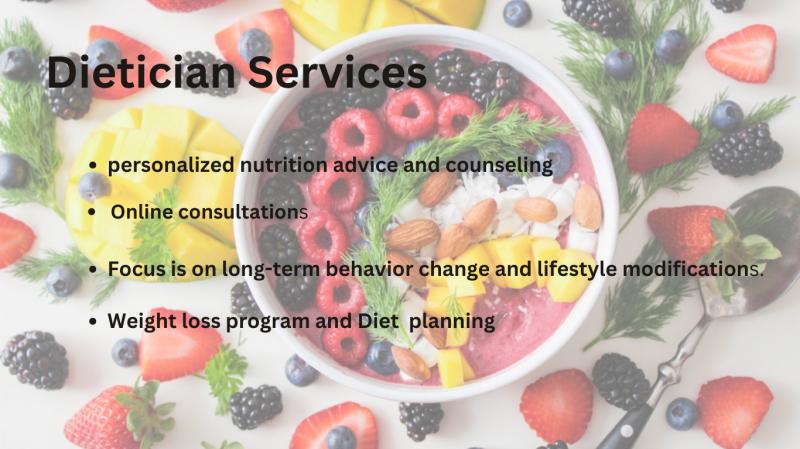 Dietician Services
• personalized nutrition advice and counseling
• Online consultations
• Focus is on long-term behavior change and lifestyle modifications.
• Weight loss program and Diet  planning